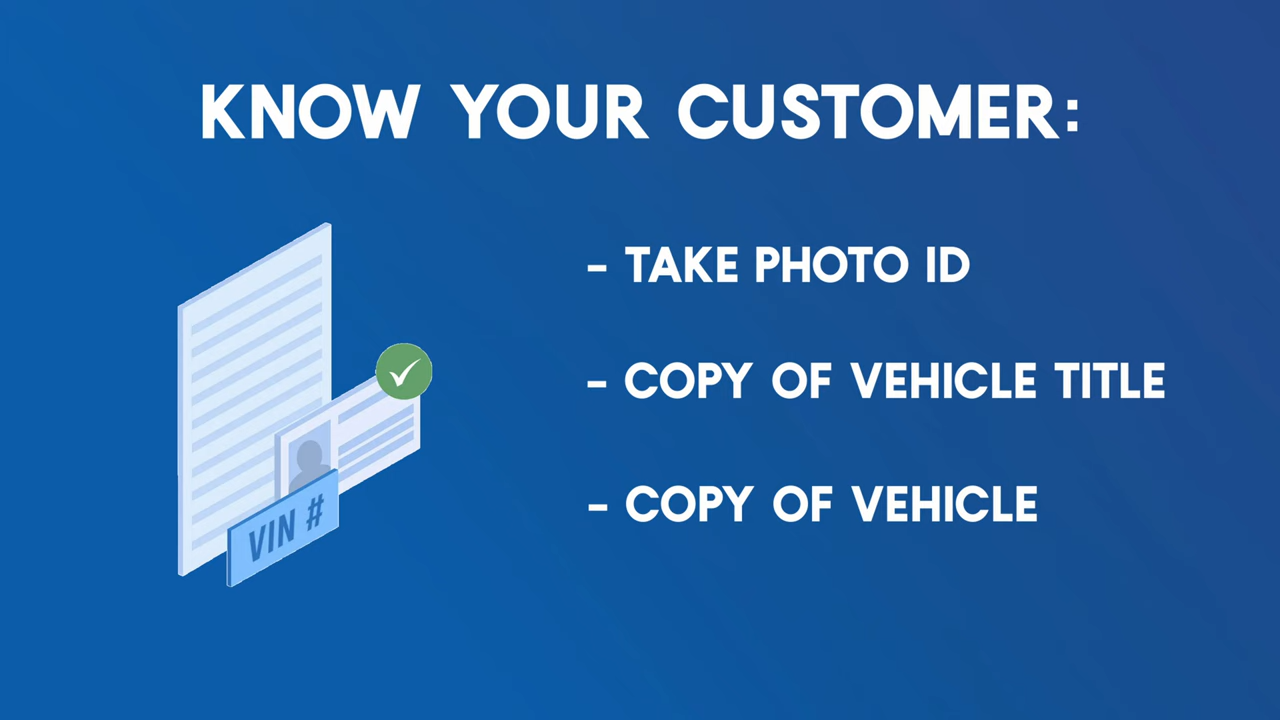 KNOW YOUR CUSTOMER:
- TAKE PHOTO ID
- COPY OF VEHICLE TITLE
- COPY OF VEHICLE
VIN #